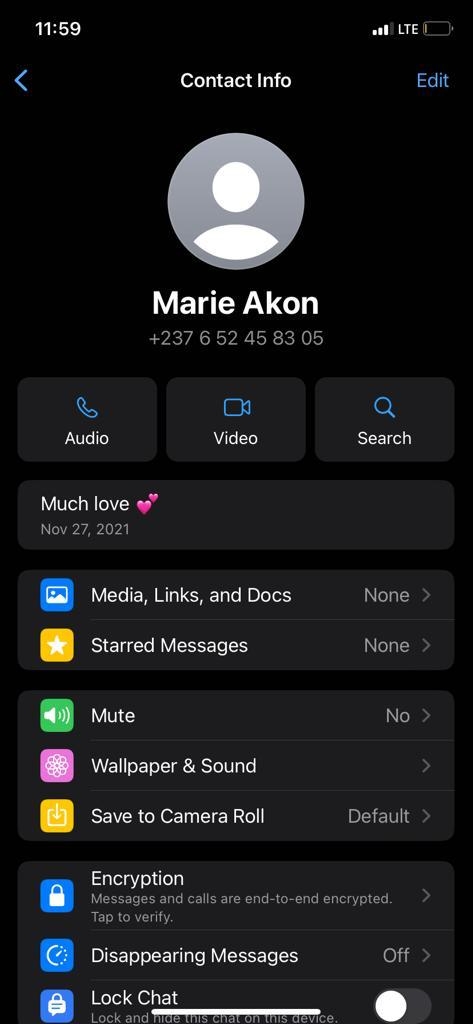 11:59 LTE
Contact Info Edit
Marie Akon
+237 6 52 45 83 05
Audio Video Search
Much love 💕
Nov 27, 2021
Media, Links, and Docs None
Starred Messages None
Mute No
Wallpaper & Sound
Save to Camera Roll Default
Encryption
Messages and calls are end-to-end encrypted.
Tap to verify.
Disappearing Messages Off
Lock Chat
Lock and hide this chat on this device.